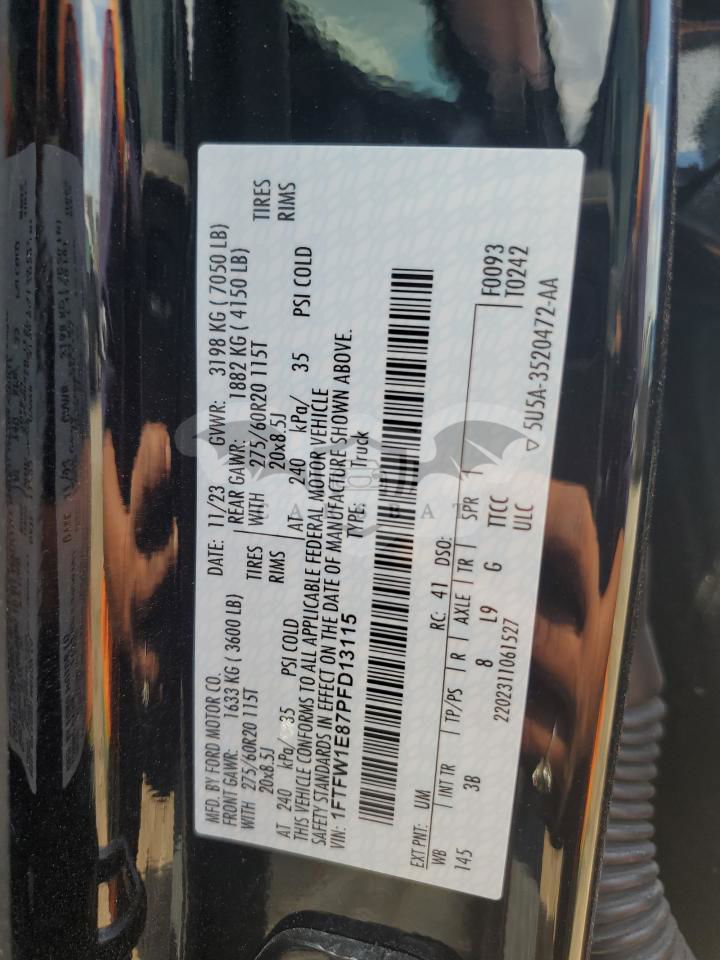 MFD. BY FORD MOTOR CO.
DATE: 11/23 GVWR: 3198 KG ( 7050 LB)
FRONT GAWR: 1633 KG ( 3600 LB)
REAR GAWR: 1882 KG ( 4150 LB)
WITH 275/60R20 115T TIRES
WITH 275/60R20 115T TIRES
20x8.5J RIMS
20x8.5J RIMS
AT 240 kPa/ 35 PSI COLD
AT 240 kPa/ 35 PSI COLD
THIS VEHICLE CONFORMS TO ALL APPLICABLE FEDERAL MOTOR VEHICLE
SAFETY STANDARDS IN EFFECT ON THE DATE OF MANUFACTURE SHOWN ABOVE.
VIN: 1FTFW1E87PFD13115 TYPE: Truck
EXT PNT: UM RC: 41 DSO:
WB INT TR TP/PS R AXLE TR SPR F0093
T0242
145 3B 8 L9 G TTCC
2202311061527 ULC
5U5A-3520472-AA